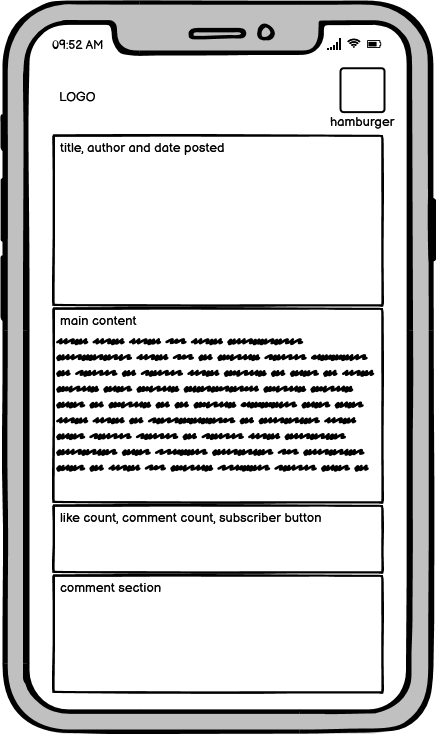 09:52 AM
LOGO
hamburger
title, author and date posted
main content
like count, comment count, subscriber button
comment section